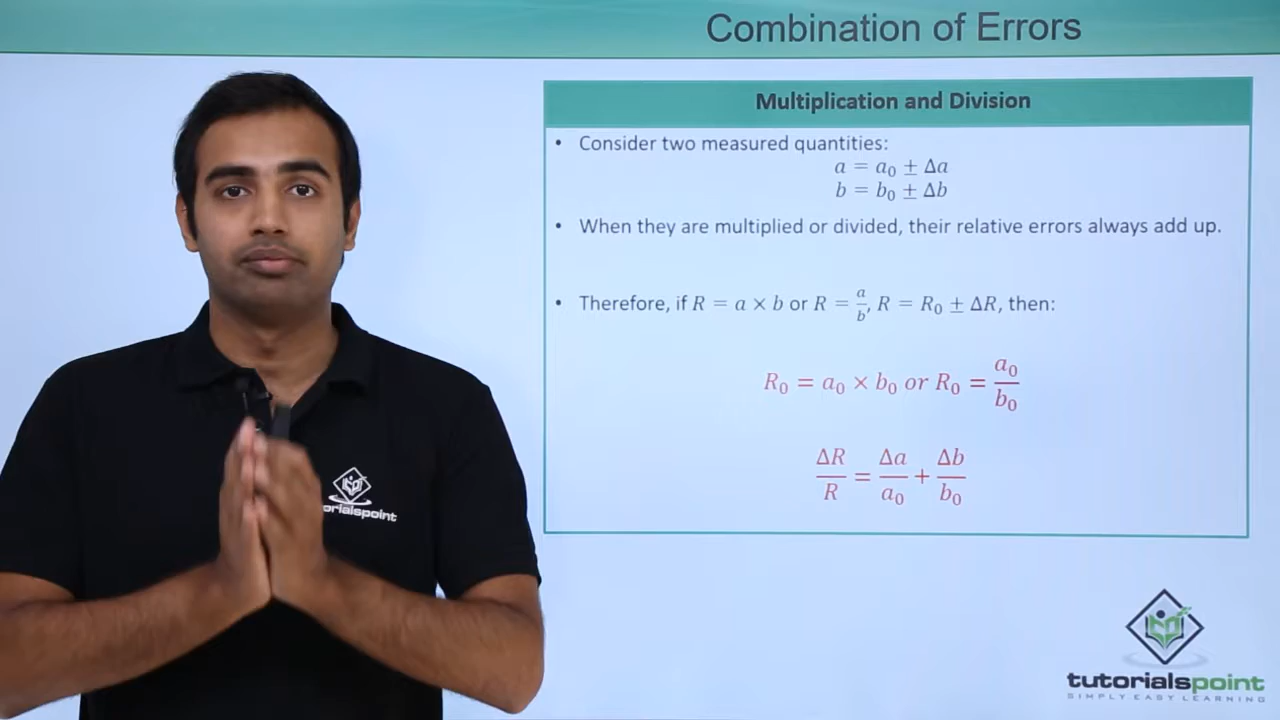 Combination of Errors
Multiplication and Division
• Consider two measured quantities:
a = a₀ ± Δa
b = b₀ ± Δb
• When they are multiplied or divided, their relative errors always add up.
• Therefore, if R = a × b or R = a/b, R = R₀ ± ΔR, then:
R₀ = a₀ × b₀ or R₀ = a₀/b₀
ΔR/R = Δa/a₀ + Δb/b₀
orialspoint
tutorialspoint
SIMPLY EASY LEARNING